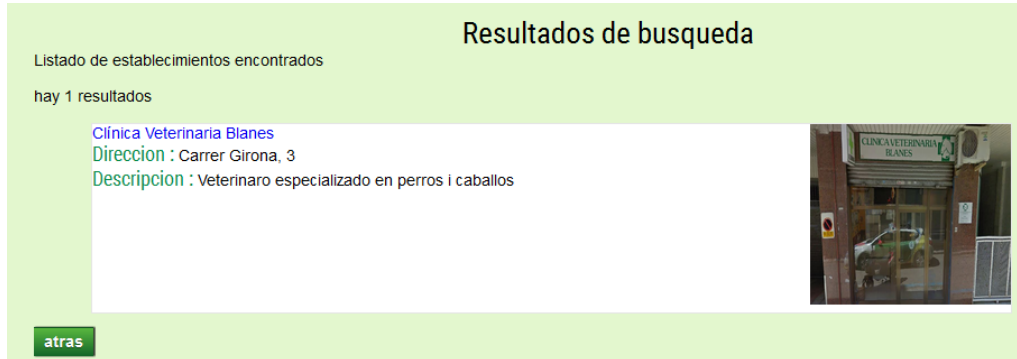 Resultados de busqueda
Listado de establecimientos encontrados
hay 1 resultados
Clínica Veterinaria Blanes
Direccion : Carrer Girona, 3
Descripcion : Veterinaro especializado en perros i caballos
CLINICA VETERINARIA
BLANES
atras